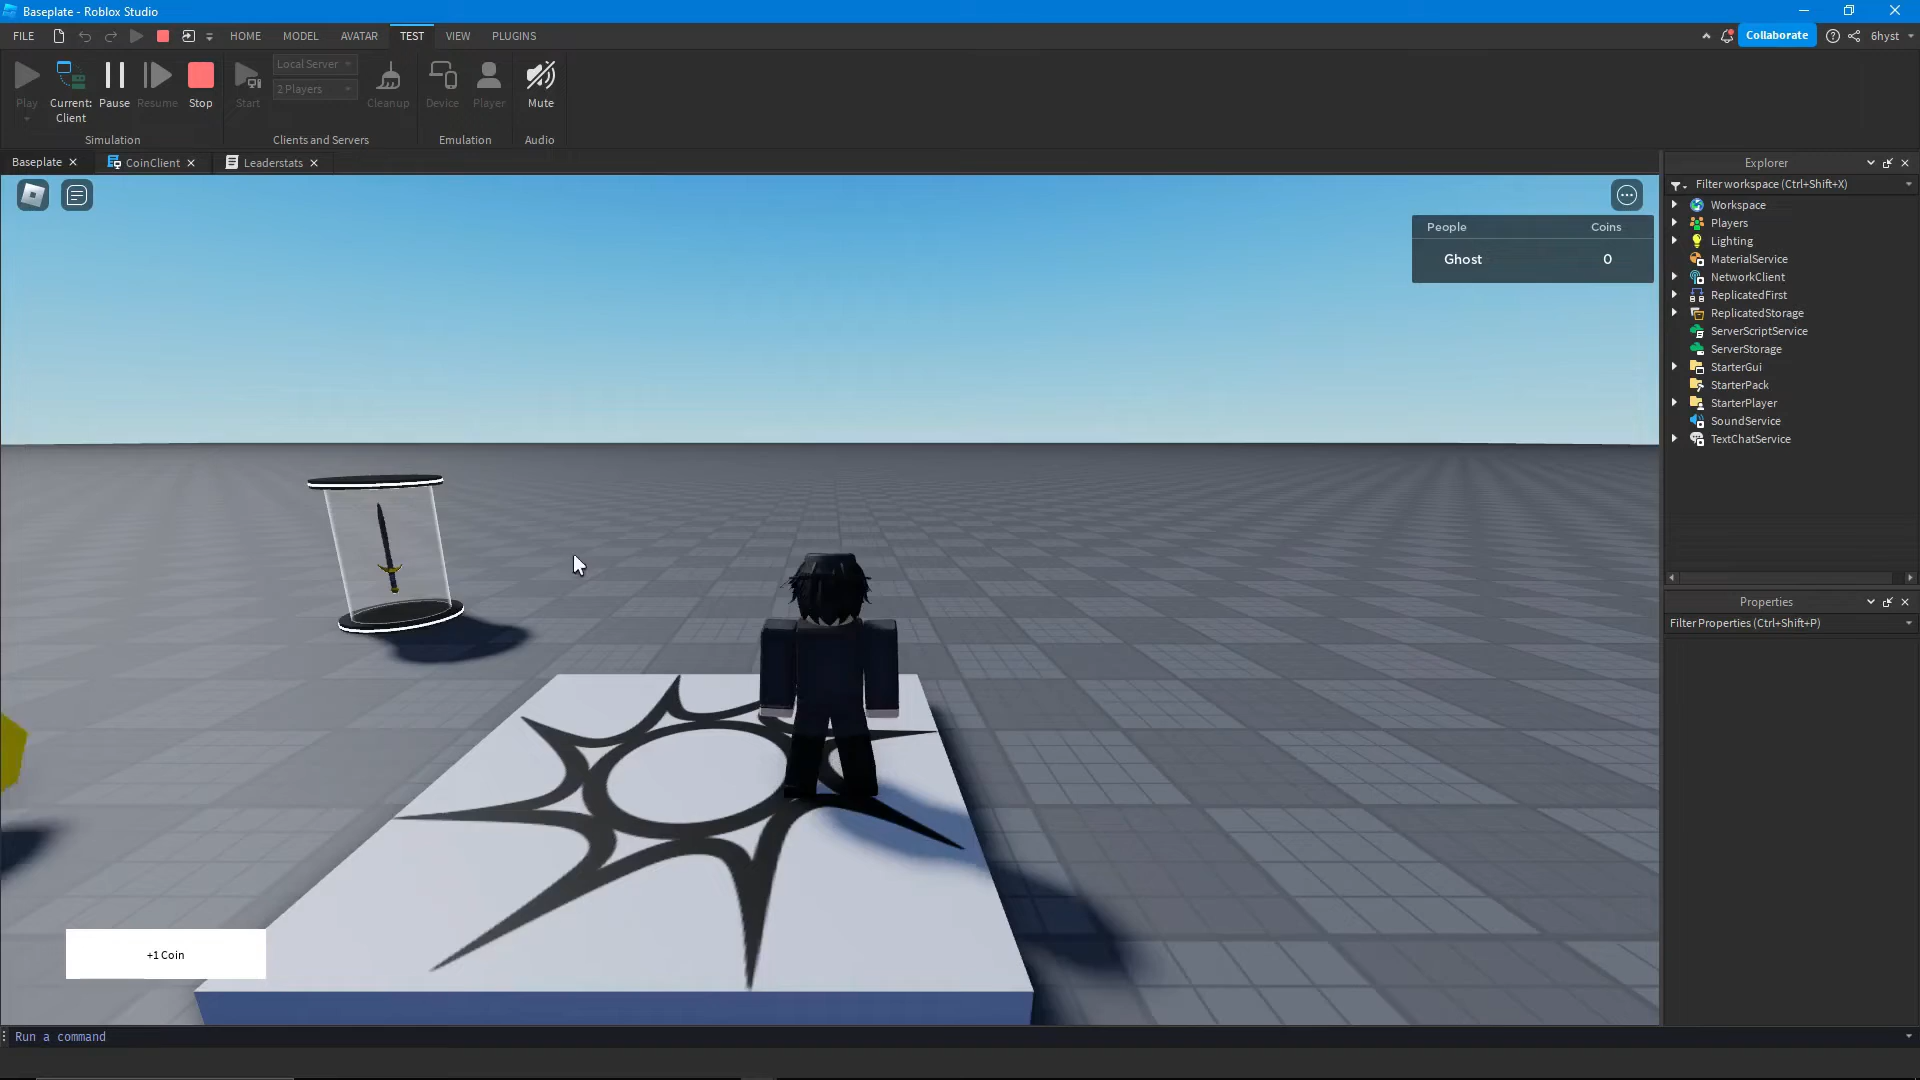 Baseplate - Roblox Studio
FILE HOME MODEL AVATAR TEST VIEW PLUGINS Collaborate 6hyst
Local Server
2 Players
Play Current: Client Pause Resume Stop Start Cleanup Device Player Mute
Simulation Clients and Servers Emulation Audio
Baseplate CoinClient Leaderstats
People Coins
Ghost 0
+1 Coin
Explorer
Filter workspace (Ctrl+Shift+X)
Workspace
Players
Lighting
MaterialService
NetworkClient
ReplicatedFirst
ReplicatedStorage
ServerScriptService
ServerStorage
StarterGui
StarterPack
StarterPlayer
SoundService
TextChatService
Properties
Filter Properties (Ctrl+Shift+P)
Run a command